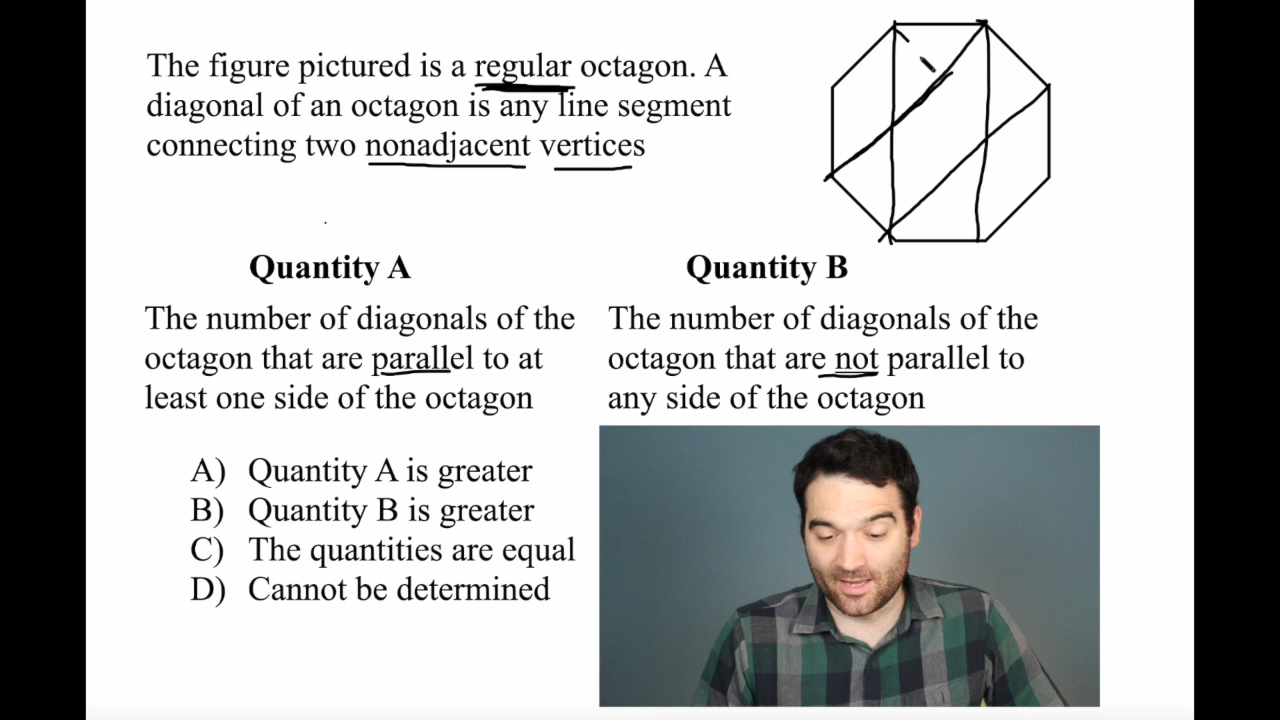 The figure pictured is a regular octagon. A
diagonal of an octagon is any line segment
connecting two nonadjacent vertices
Quantity A
The number of diagonals of the
octagon that are parallel to at
least one side of the octagon
Quantity B
The number of diagonals of the
octagon that are not parallel to
any side of the octagon
A) Quantity A is greater
B) Quantity B is greater
C) The quantities are equal
D) Cannot be determined